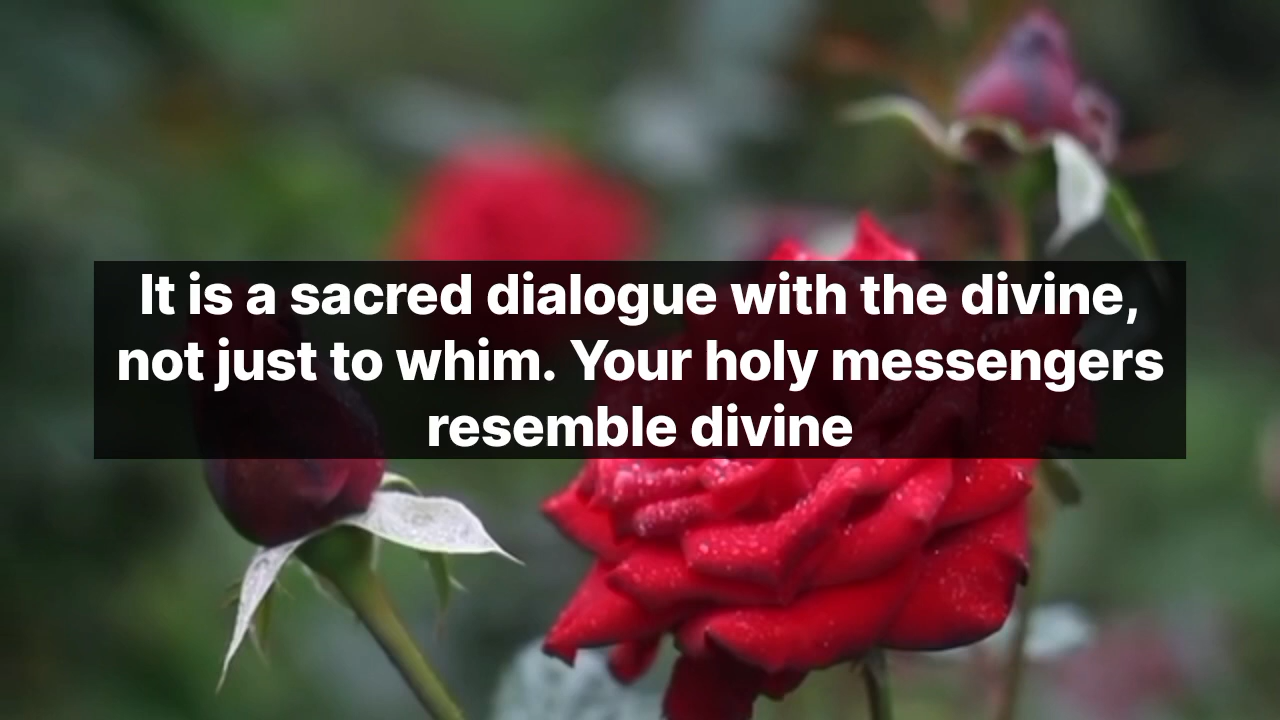 It is a sacred dialogue with the divine,
not just to whim. Your holy messengers
resemble divine